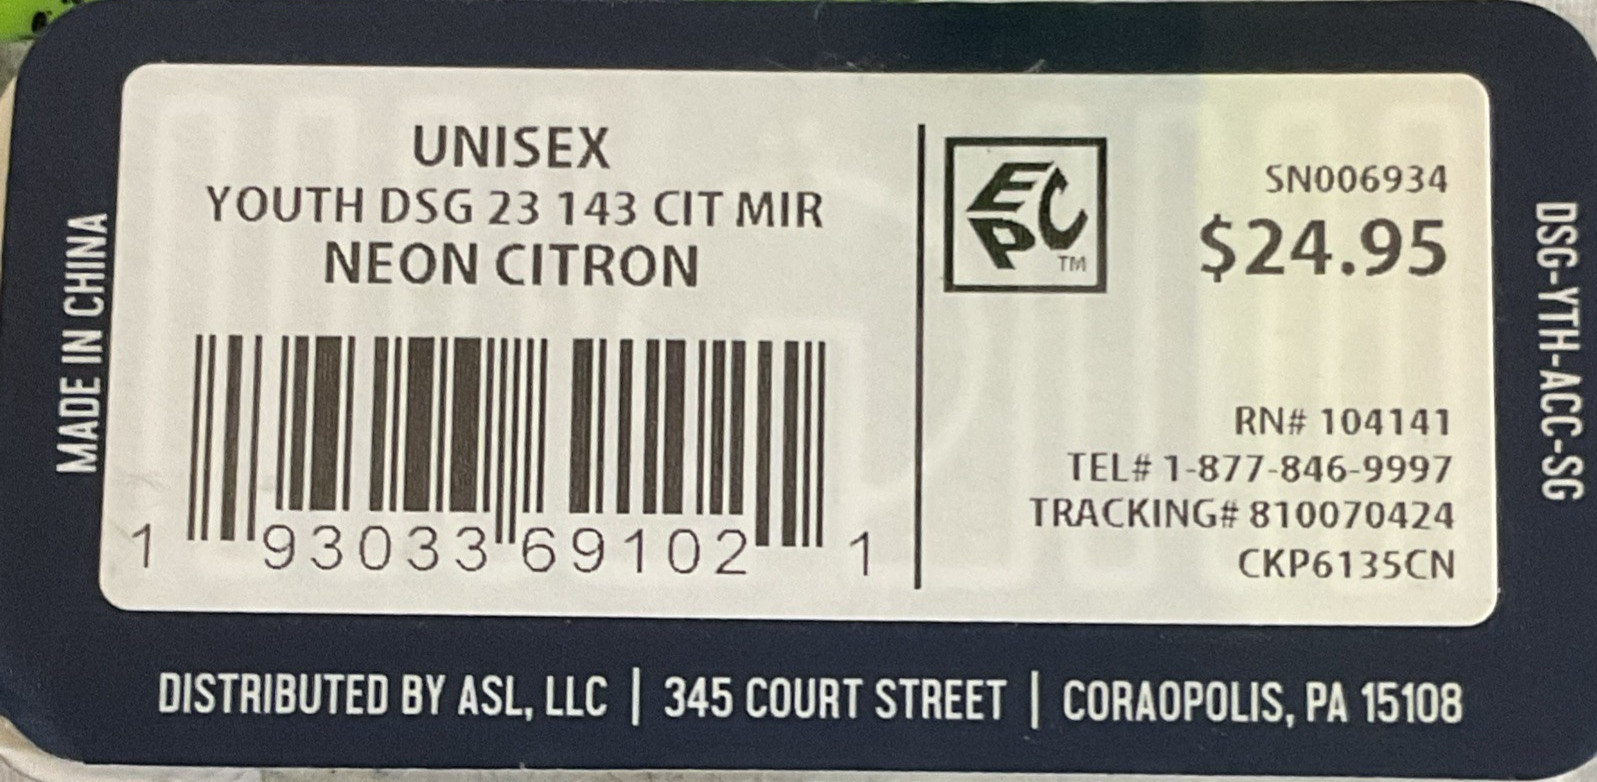 MADE IN CHINA
UNISEX
YOUTH DSG 23 143 CIT MIR
NEON CITRON
1 93033 69102 1
EPC TM
SN006934
$24.95
RN# 104141
TEL# 1-877-846-9997
TRACKING# 810070424
CKP6135CN
DSG-YTH-ACC-SG
DISTRIBUTED BY ASL, LLC | 345 COURT STREET | CORAOPOLIS, PA 15108